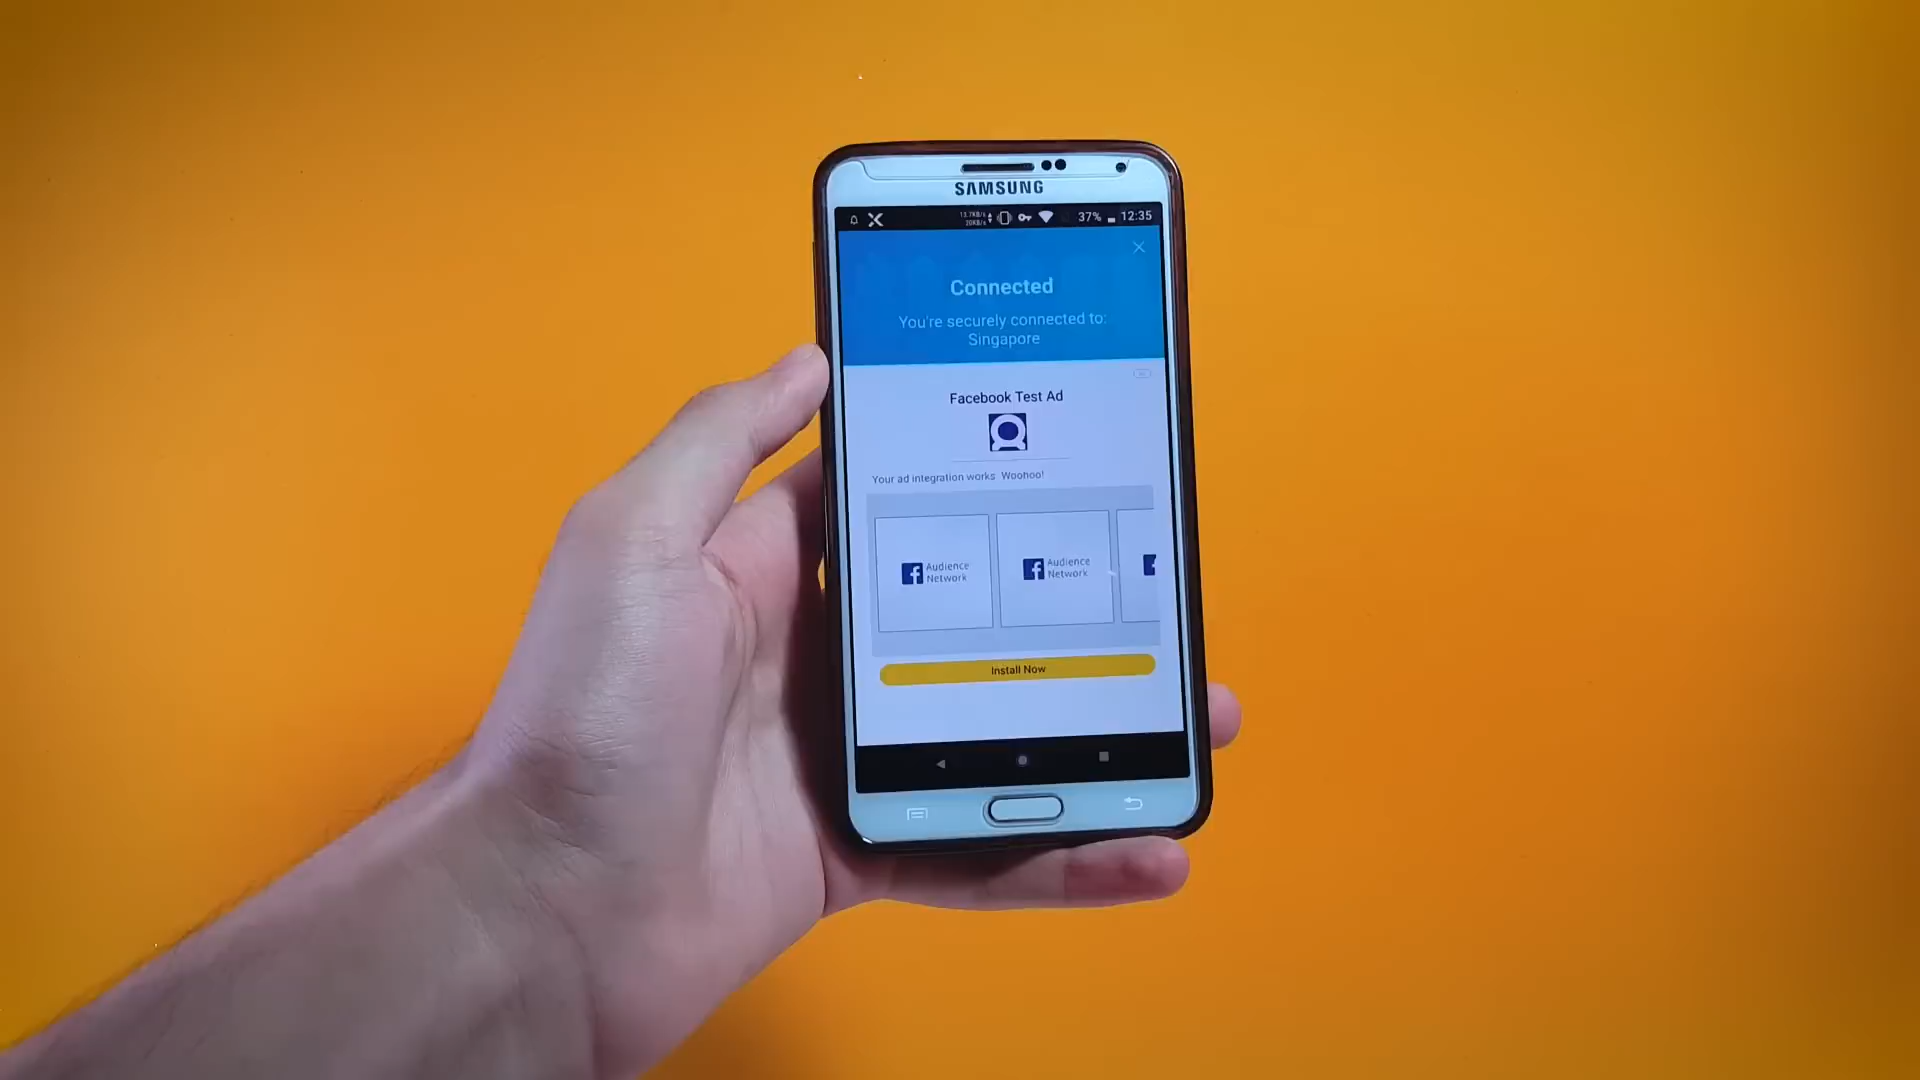 SAMSUNG
37% 12:35
Connected
You're securely connected to:
Singapore
Facebook Test Ad
Your ad integration works Woohoo!
Audience
Network
Audience
Network
Install Now